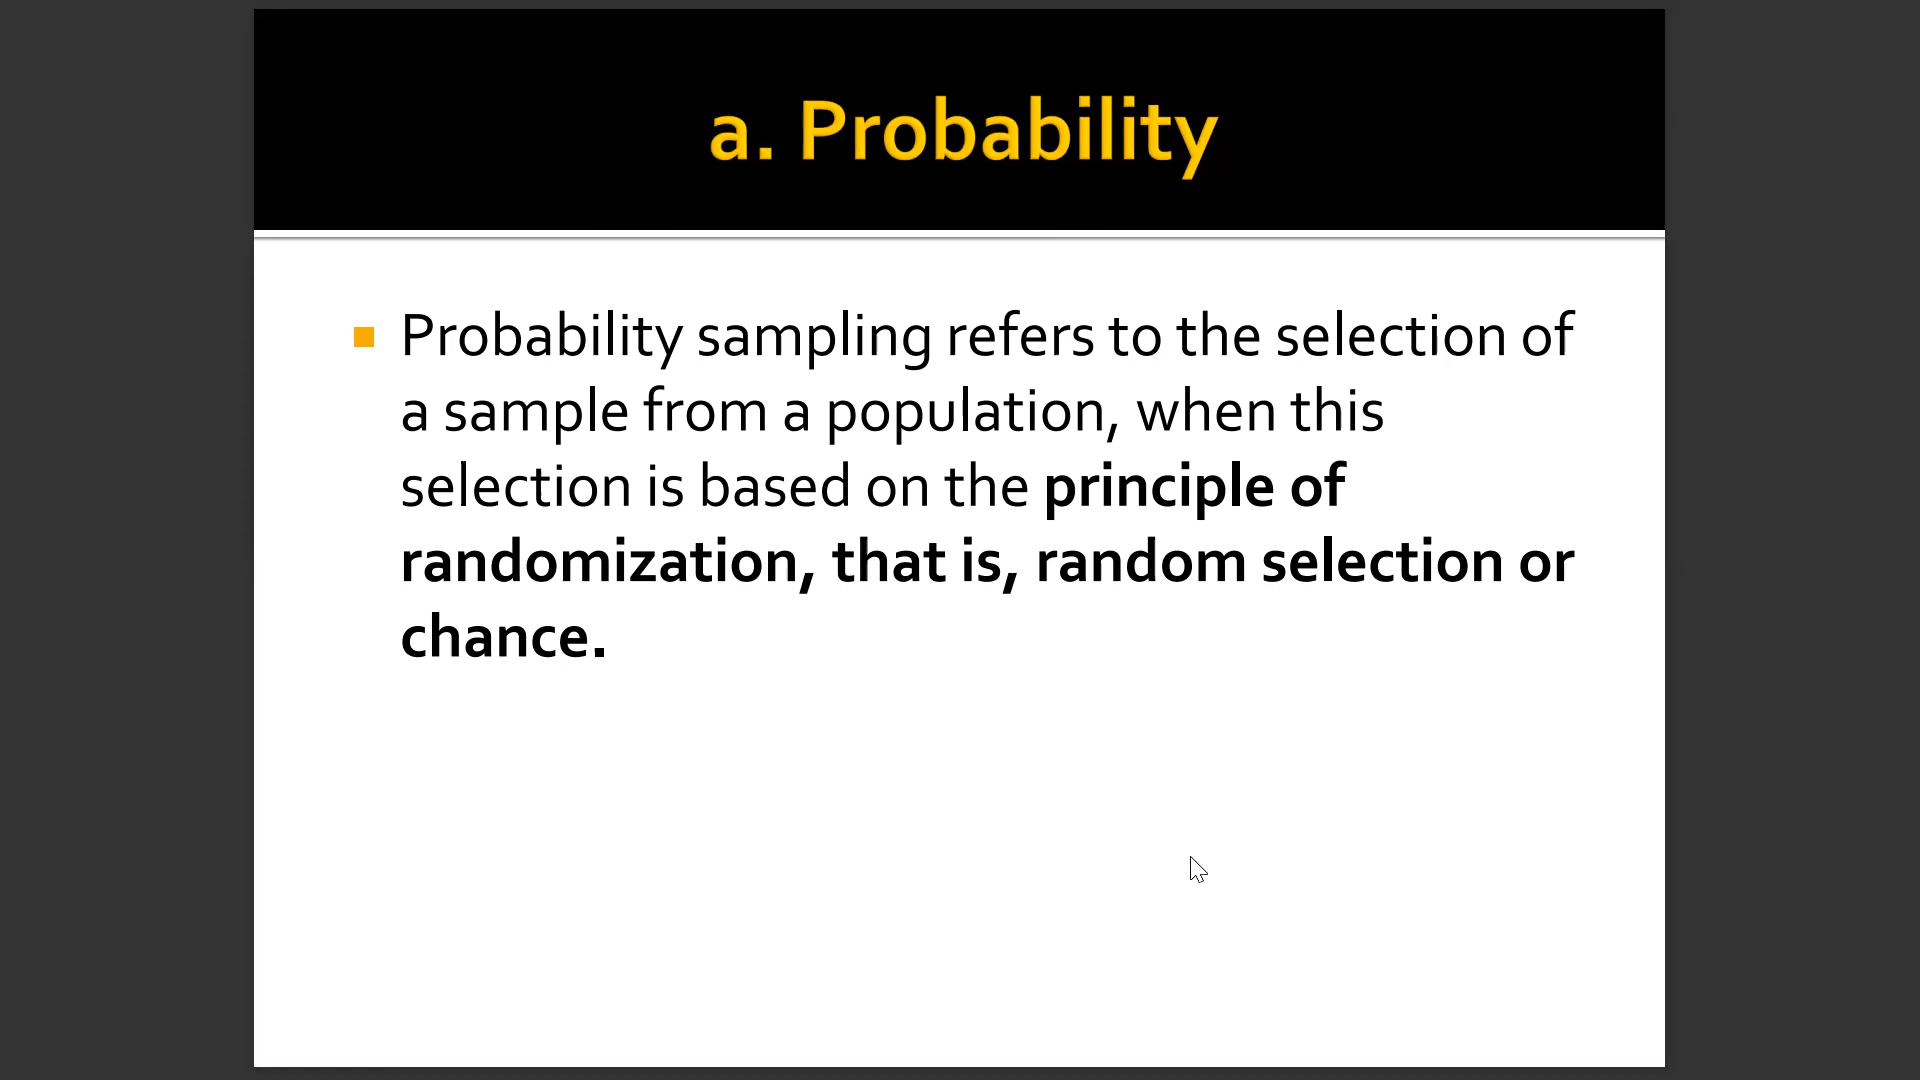 a. Probability
Probability sampling refers to the selection of
a sample from a population, when this
selection is based on the principle of
randomization, that is, random selection or
chance.